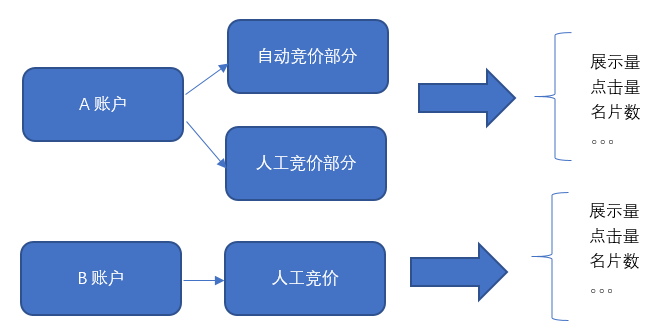 A 账户
自动竞价部分
人工竞价部分
展示量
点击量
名片数
。。。
B 账户
人工竞价
展示量
点击量
名片数
。。。